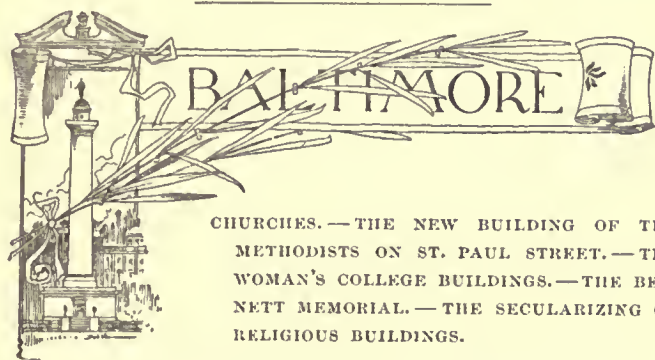 BALTIMORE
CHURCHES. — THE NEW BUILDING OF T
METHODISTS ON ST. PAUL STREET. — T
WOMAN'S COLLEGE BUILDINGS. — THE BE
NETT MEMORIAL. — THE SECULARIZING
RELIGIOUS BUILDINGS.